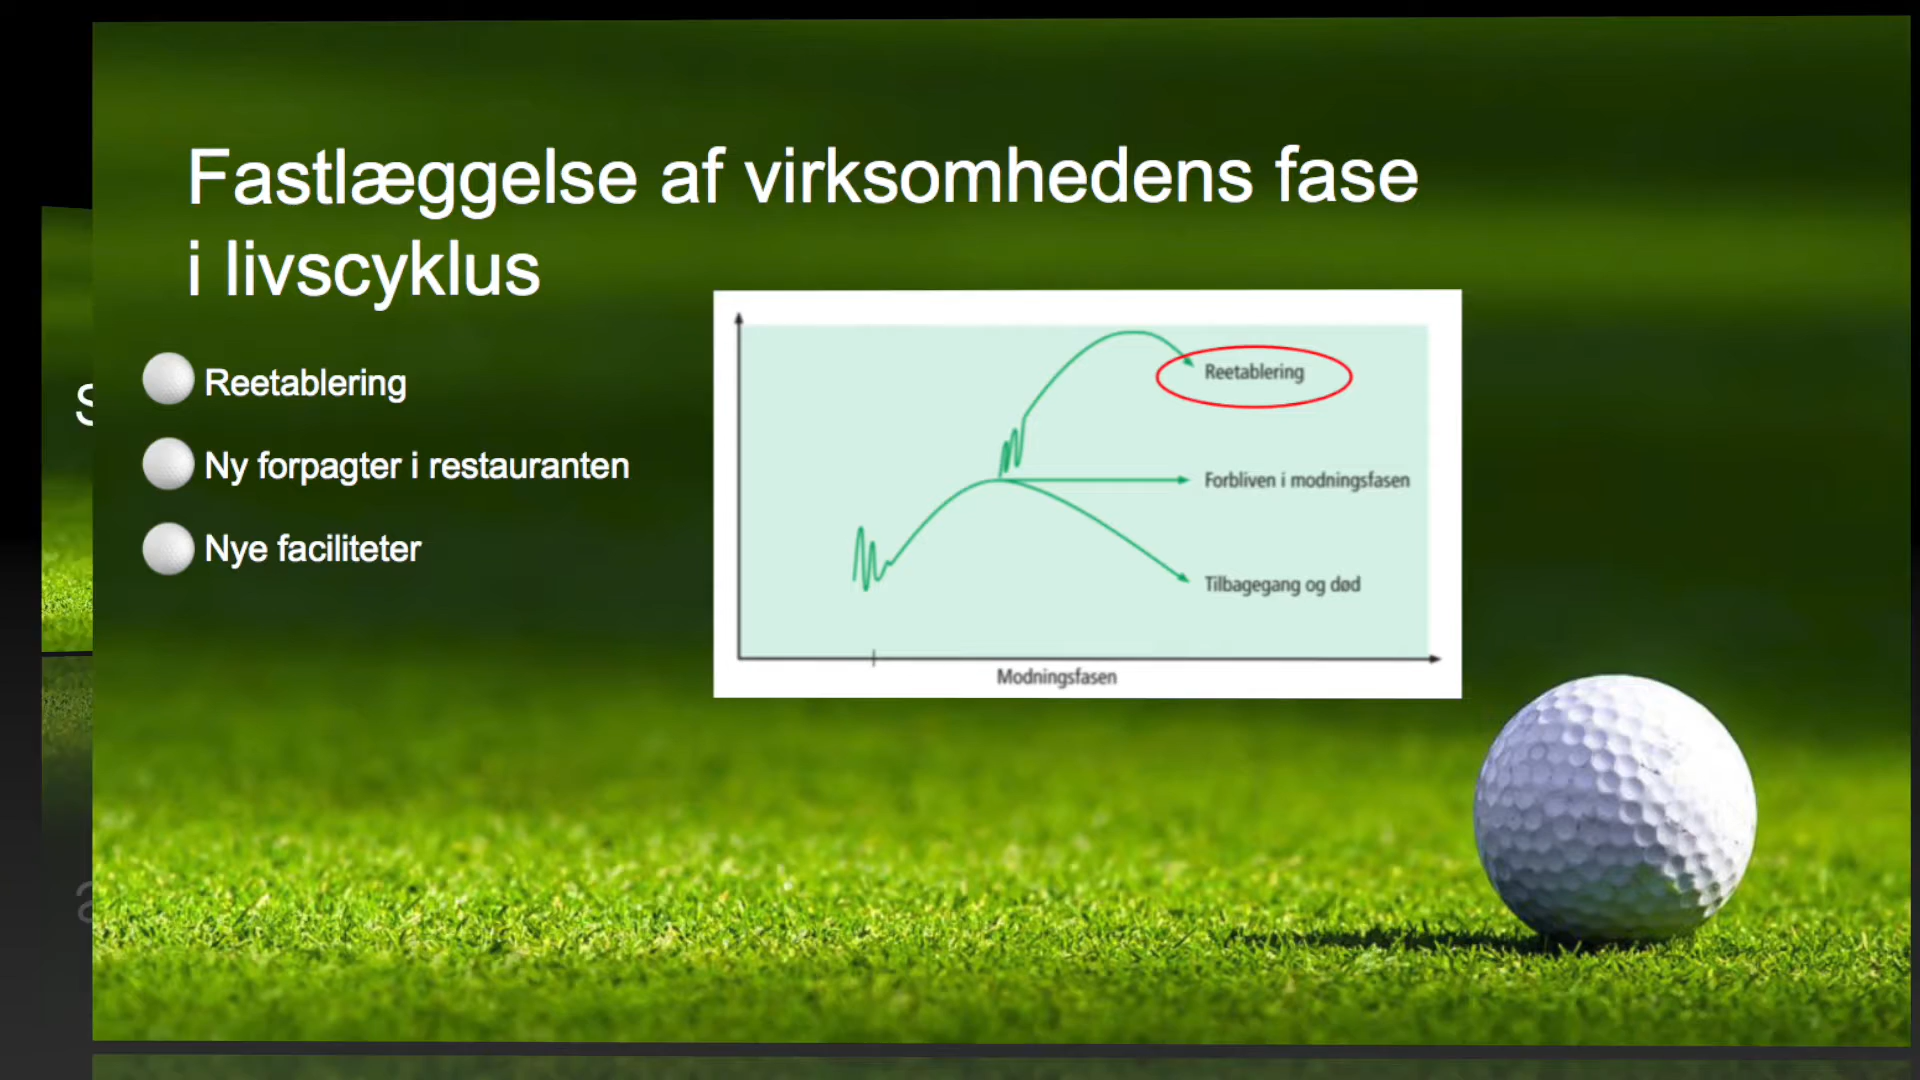 Fastlæggelse af virksomhedens fase
i livscyklus
Reetablering
Ny forpagter i restauranten
Nye faciliteter
Reetablering
Forbliven i modningsfasen
Tilbagegang og død
Modningsfasen